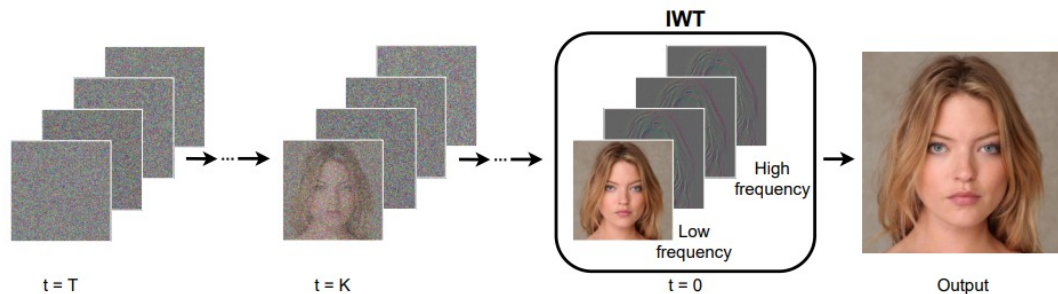 IWT
...
...
High
frequency
Low
frequency
t = T
t = K
t = 0
Output